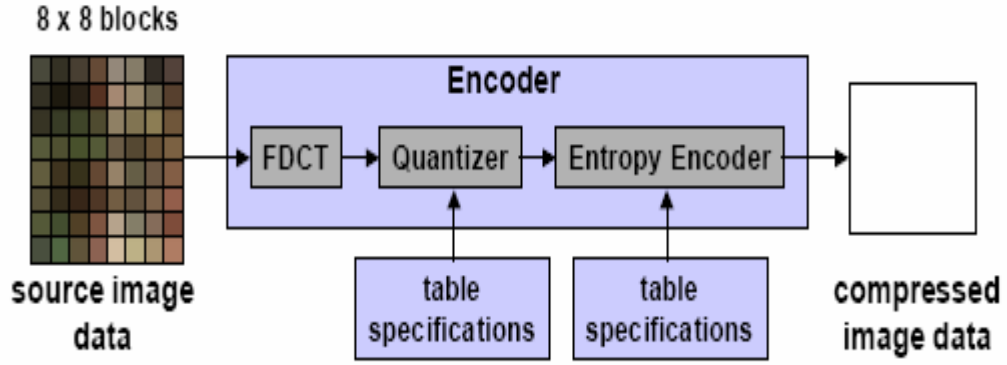 8 x 8 blocks
Encoder
FDCT
Quantizer
Entropy Encoder
source image
data
table
specifications
table
specifications
compressed
image data